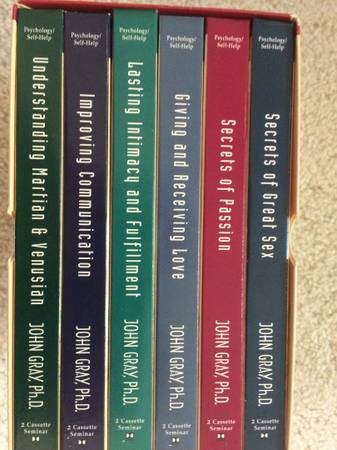 Psychology/
Self-Help
Understanding Martian & Venusian
JOHN GRAY, Ph.D.
2 Cassette
Seminar
Psychology/
Self-Help
Improving Communication
JOHN GRAY, Ph.D.
2 Cassette
Seminar
Psychology/
Self-Help
Lasting Intimacy and Fulfillment
JOHN GRAY, Ph.D.
2 Cassette
Seminar
Psychology/
Self-Help
Giving and Receiving Love
JOHN GRAY, Ph.D.
2 Cassette
Seminar
Psychology/
Self-Help
Secrets of Passion
JOHN GRAY, Ph.D.
2 Cassette
Seminar
Psychology/
Self-Help
Secrets of Great Sex
JOHN GRAY, Ph.D.
2 Cassette
Seminar